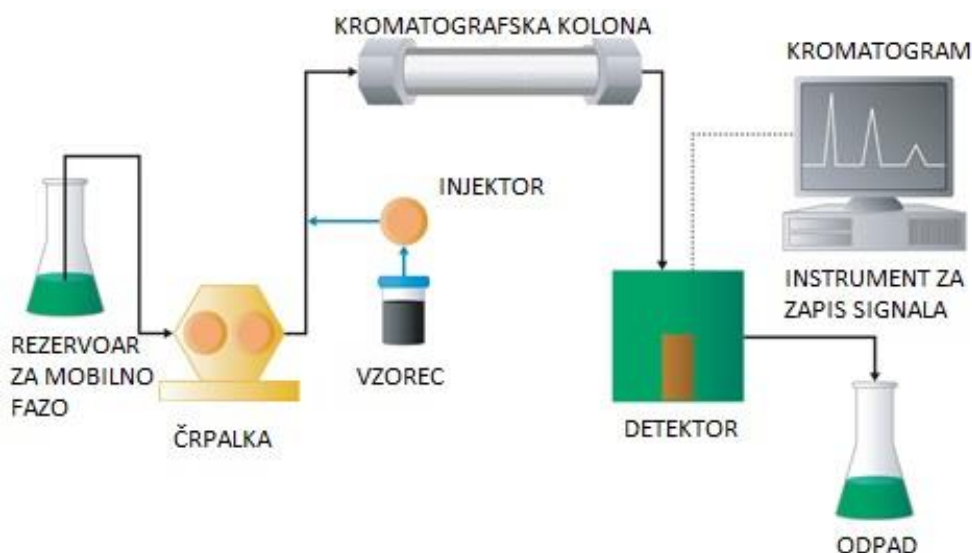 KROMATOGRAFSKA KOLONA
KROMATOGRAM
INJEKTOR
REZERVOAR
ZA MOBILNO
FAZO
ČRPALKA
VZOREC
DETEKTOR
INSTRUMENT ZA
ZAPIS SIGNALA
ODPAD